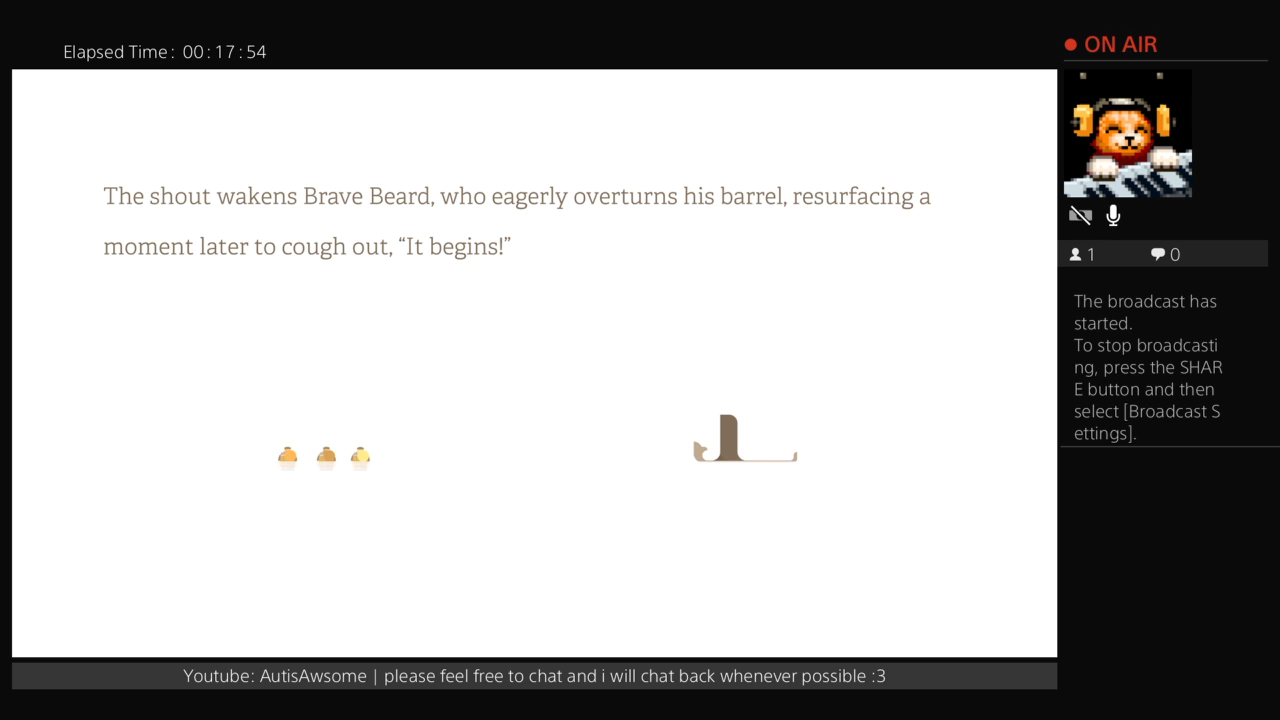 Elapsed Time: 00:17:54
ON AIR
The shout wakens Brave Beard, who eagerly overturns his barrel, resurfacing a
moment later to cough out, “It begins!”
1
0
The broadcast has
started.
To stop broadcasti
ng, press the SHAR
E button and then
select [Broadcast S
ettings].
Youtube: AutisAwsome | please feel free to chat and i will chat back whenever possible :3